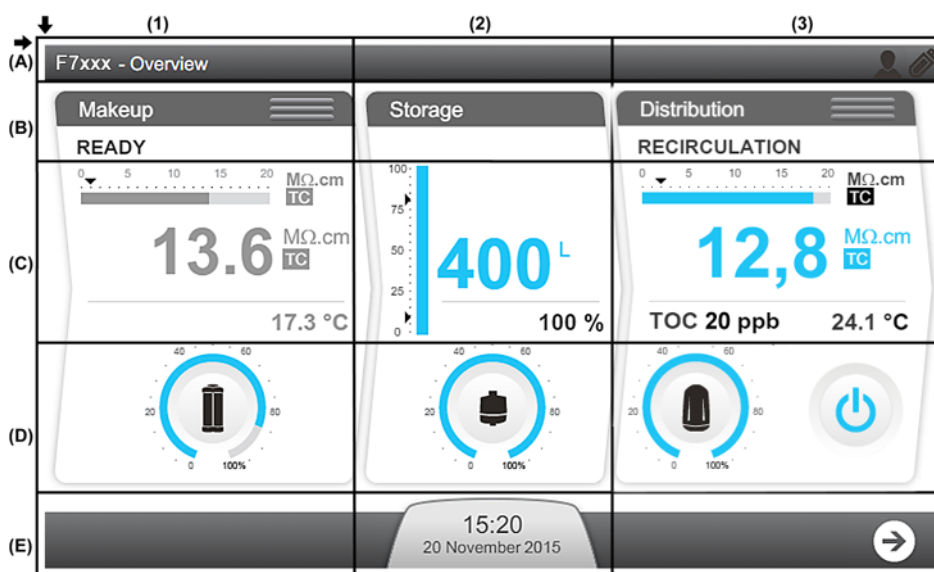 (1) (2) (3)
(A) F7xxx - Overview
(B) Makeup Storage Distribution
READY RECIRCULATION
0 5 10 15 20 MΩ.cm TC
100 75 50 25 0
0 5 10 15 20 MΩ.cm TC
(C) 13.6 MΩ.cm TC
400 L
12,8 MΩ.cm TC
17.3 °C
100 %
TOC 20 ppb 24.1 °C
(D) 0 20 40 60 80 100%
0 20 40 60 80 100%
0 20 40 60 80 100%
(E) 15:20
20 November 2015